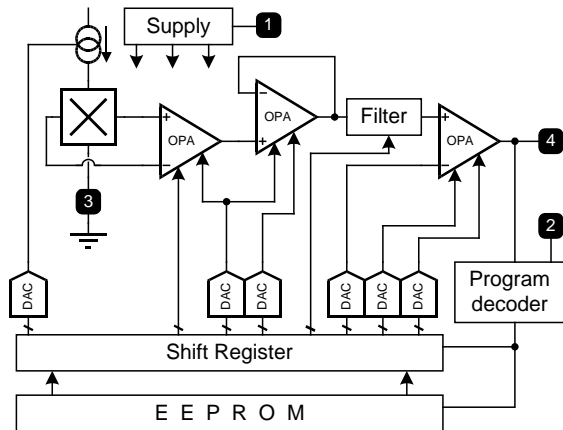 Supply
1
OPA
OPA
Filter
OPA
4
3
2
DAC
DAC
DAC
DAC
DAC
DAC
Program
decoder
Shift Register
E E P R O M